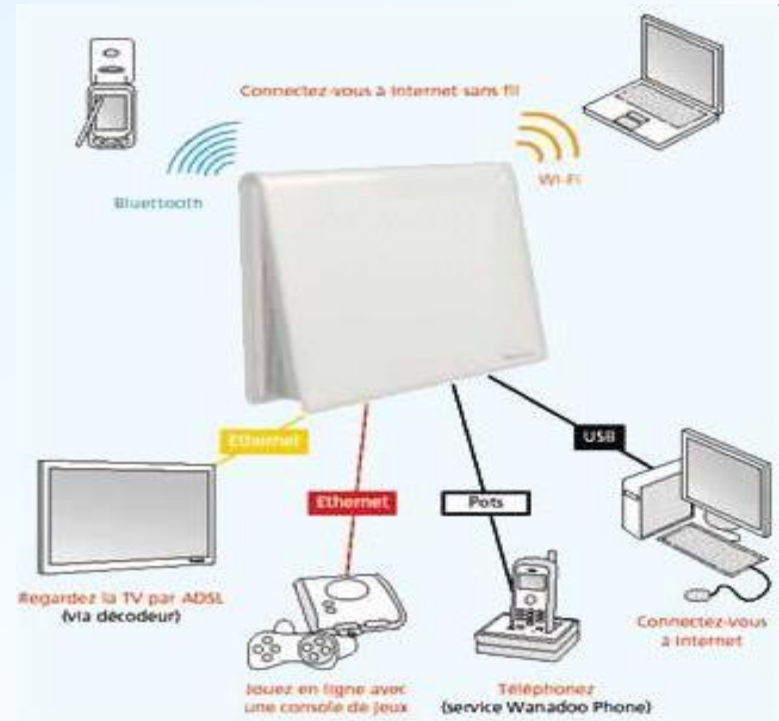 Connectez-vous à Internet sans fil
Bluettooth
Wi-Fi
Ethernet
USB
Ethernet
Pots
Regardez la TV par ADSL
(via décodeur)
Connectez-vous
à Internet
Jouez en ligne avec
une console de jeux
Téléphonez
(service Wanadoo Phone)